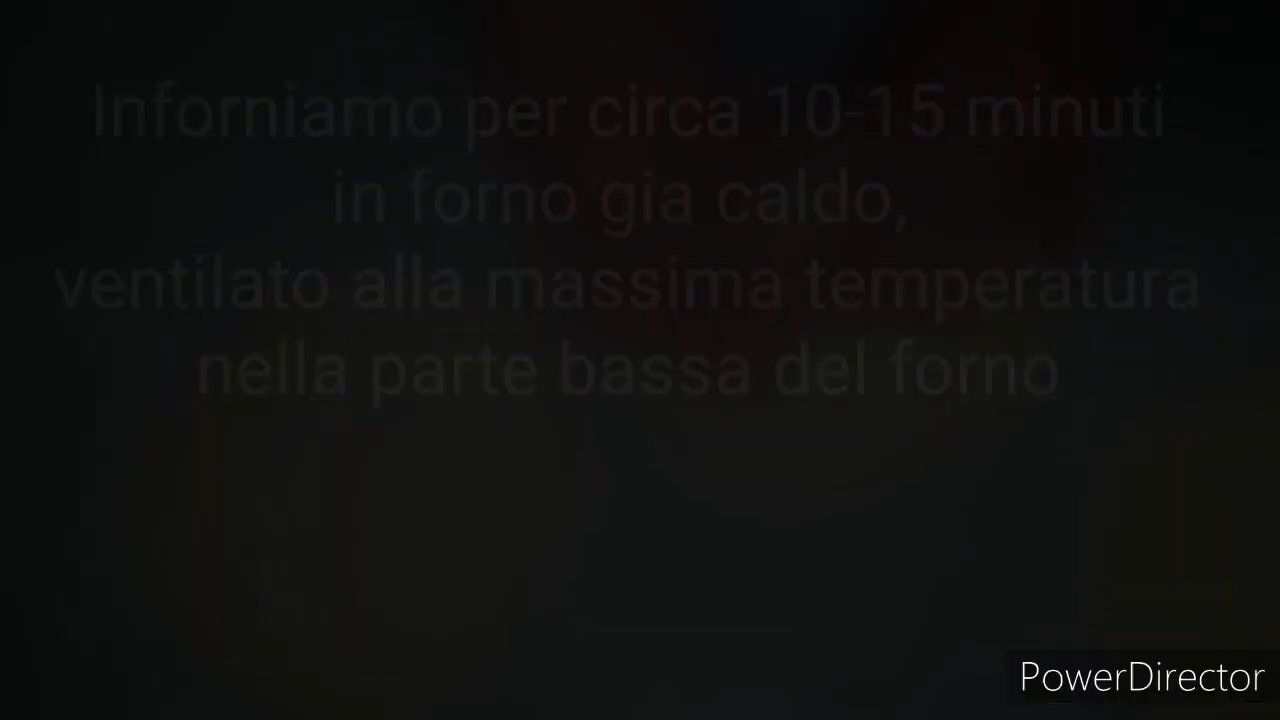 Inforniamo per circa 10-15 minuti
in forno gia caldo,
ventilato alla massima temperatura
nella parte bassa del forno
PowerDirector